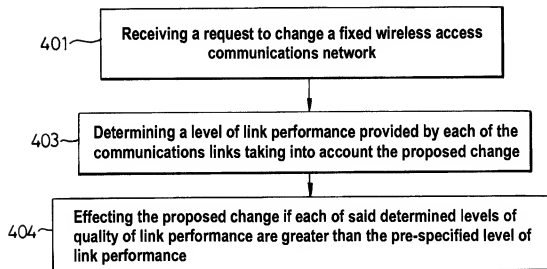 401
Receiving a request to change a fixed wireless access
communications network
403
Determining a level of link performance provided by each of the
communications links taking into account the proposed change
404
Effecting the proposed change if each of said determined levels of
quality of link performance are greater than the pre-specified level of
link performance